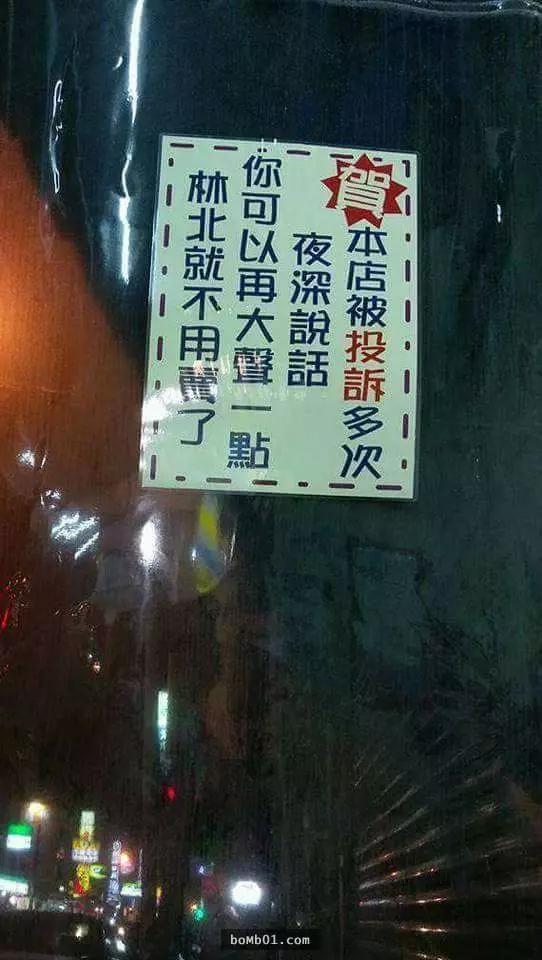 賀
本店被投訴多次
夜深說話
你可以再大聲一點
林北就不用賣了
boMb01.com